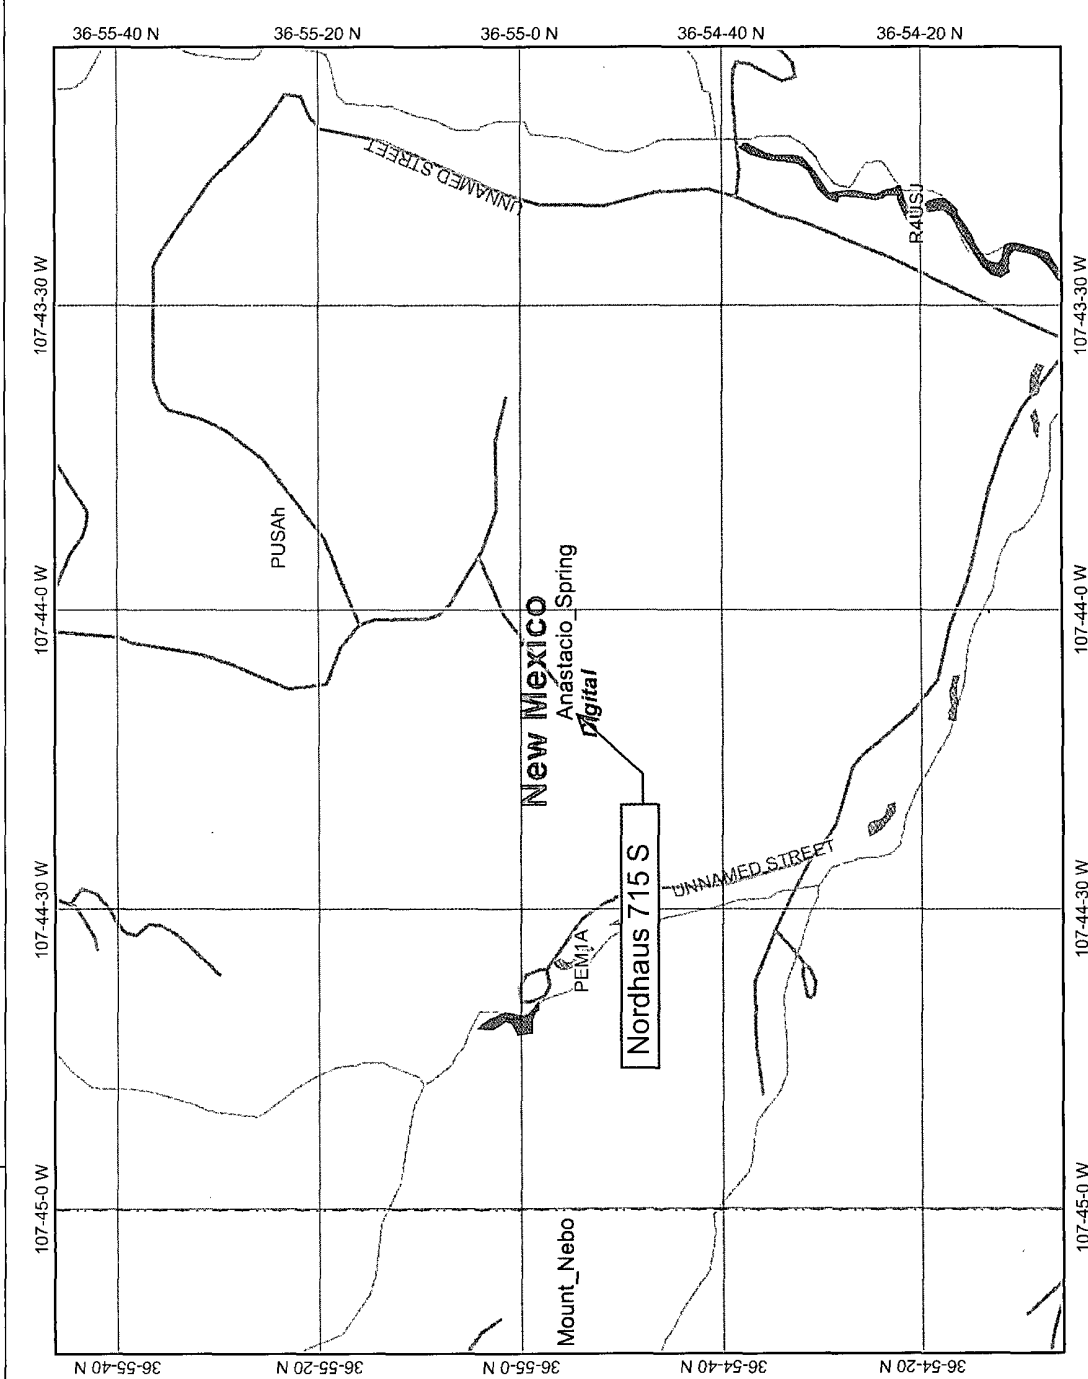 36-55-40 N
36-55-20 N
36-55-0 N
36-54-40 N
36-54-20 N
UNNAMED STREET
R4USJ
107-43-30 W
107-43-30 W
PUSAh
107-44-0 W
107-44-0 W
New Mexico
Anastacio_Spring
Digital
Nordhaus 715 S
UNNAMED STREET
107-44-30 W
107-44-30 W
PEM1A
107-45-0 W
107-45-0 W
Mount_Nebo
36-55-40 N
36-55-20 N
36-55-0 N
36-54-40 N
36-54-20 N